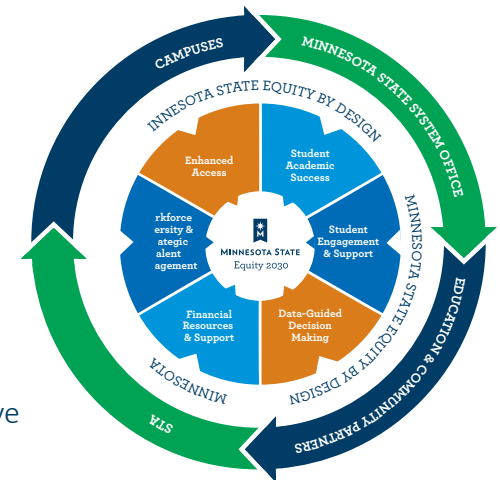 CAMPUSES
MINNESOTA STATE SYSTEM OFFICE
EDUCATION & COMMUNITY PARTNERS
STA
INNESOTA STATE EQUITY BY DESIGN
MINNESOTA STATE EQUITY BY DESIGN
MINNESOTA
Enhanced
Access
Student
Academic
Success
rkforce
ersity &
ategic
alent
agement
Student
Engagement
& Support
Financial
Resources
& Support
Data-Guided
Decision
Making
M
MINNESOTA STATE
Equity 2030
ve